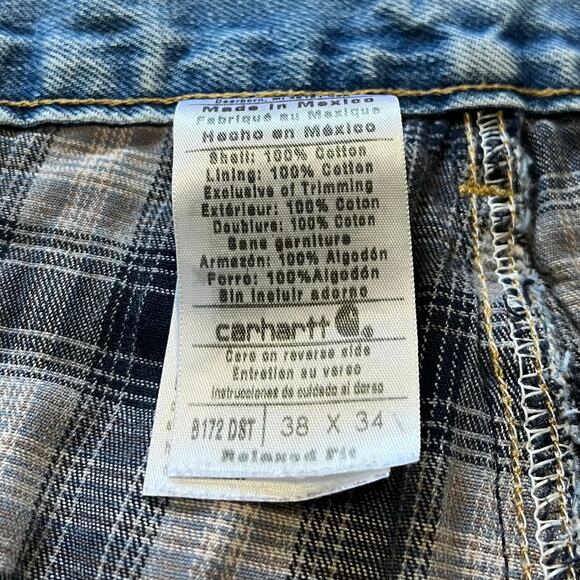 Dearborn, MI
Made in Mexico
Fabriqué au Mexique
Hecho en México
Shell: 100% Cotton
Lining: 100% Cotton
Exclusive of Trimming
Extérieur: 100% Coton
Doublure: 100% Coton
Sans garniture
Armazón: 100% Algodón
Forro: 100%Algodón
Sin incluir adorno
carhartt
Care on reverse side
Entretien au verso
Instrucciones de cuidado al dorso
B172 DST 38 X 34
Relaxed Fit